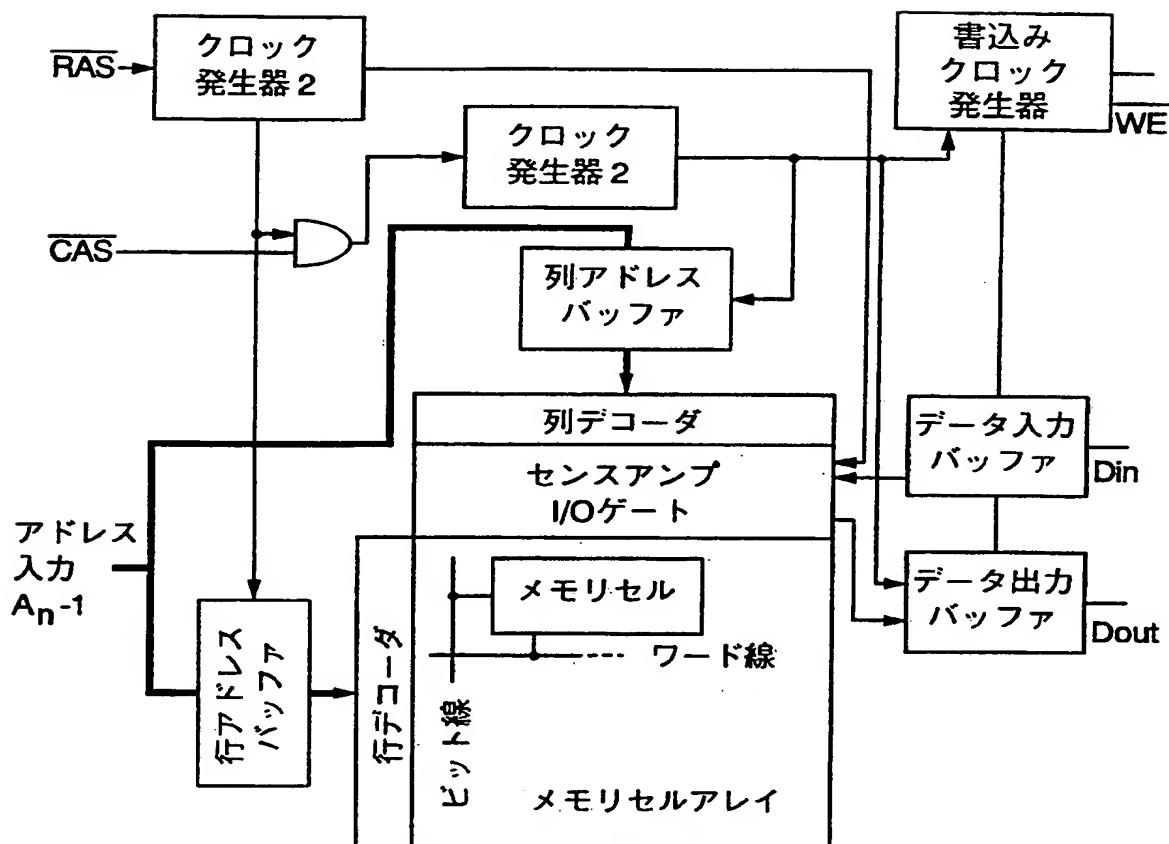 RAS
クロック
発生器2
書込み
クロック
発生器
WE
クロック
発生器2
CAS
列アドレス
バッファ
列デコーダ
データ入力
バッファ
Din
センスアンプ
I/Oゲート
アドレス
入力
An-1
メモリセル
データ出力
バッファ
Dout
ワード線
行アドレス
バッファ
行デコーダ
ビット線
メモリセルアレイ